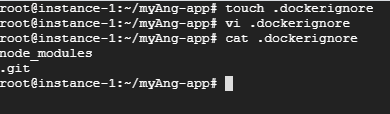 root@instance-1:~/myAng-app# touch .dockerignore
root@instance-1:~/myAng-app# vi .dockerignore
root@instance-1:~/myAng-app# cat .dockerignore
node_modules
.git
root@instance-1:~/myAng-app#